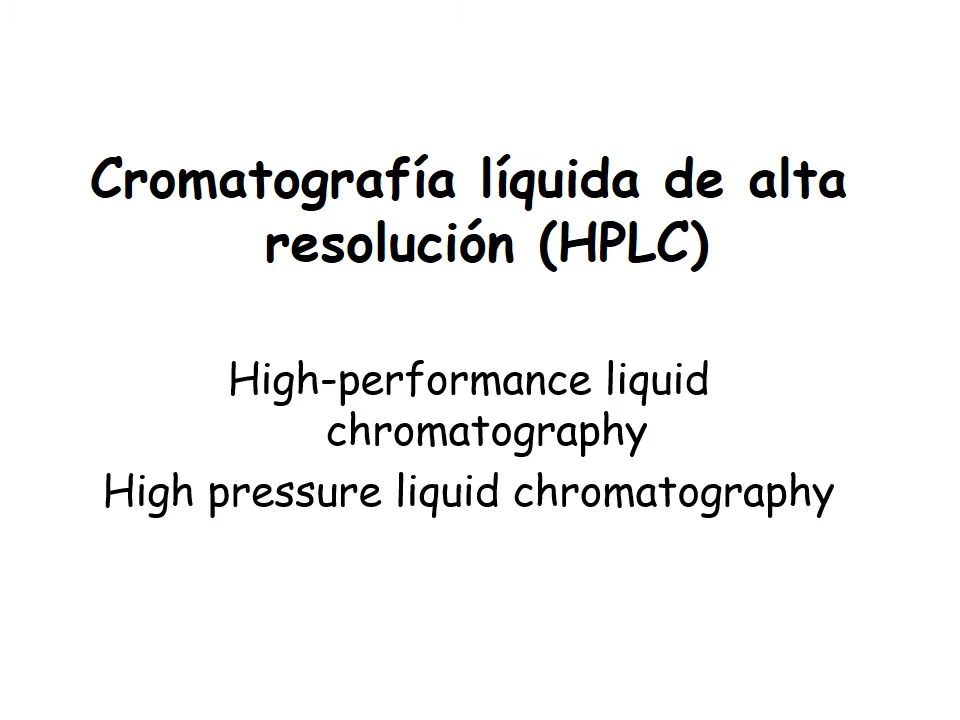 Cromatografía líquida de alta
resolución (HPLC)
High-performance liquid
chromatography
High pressure liquid chromatography